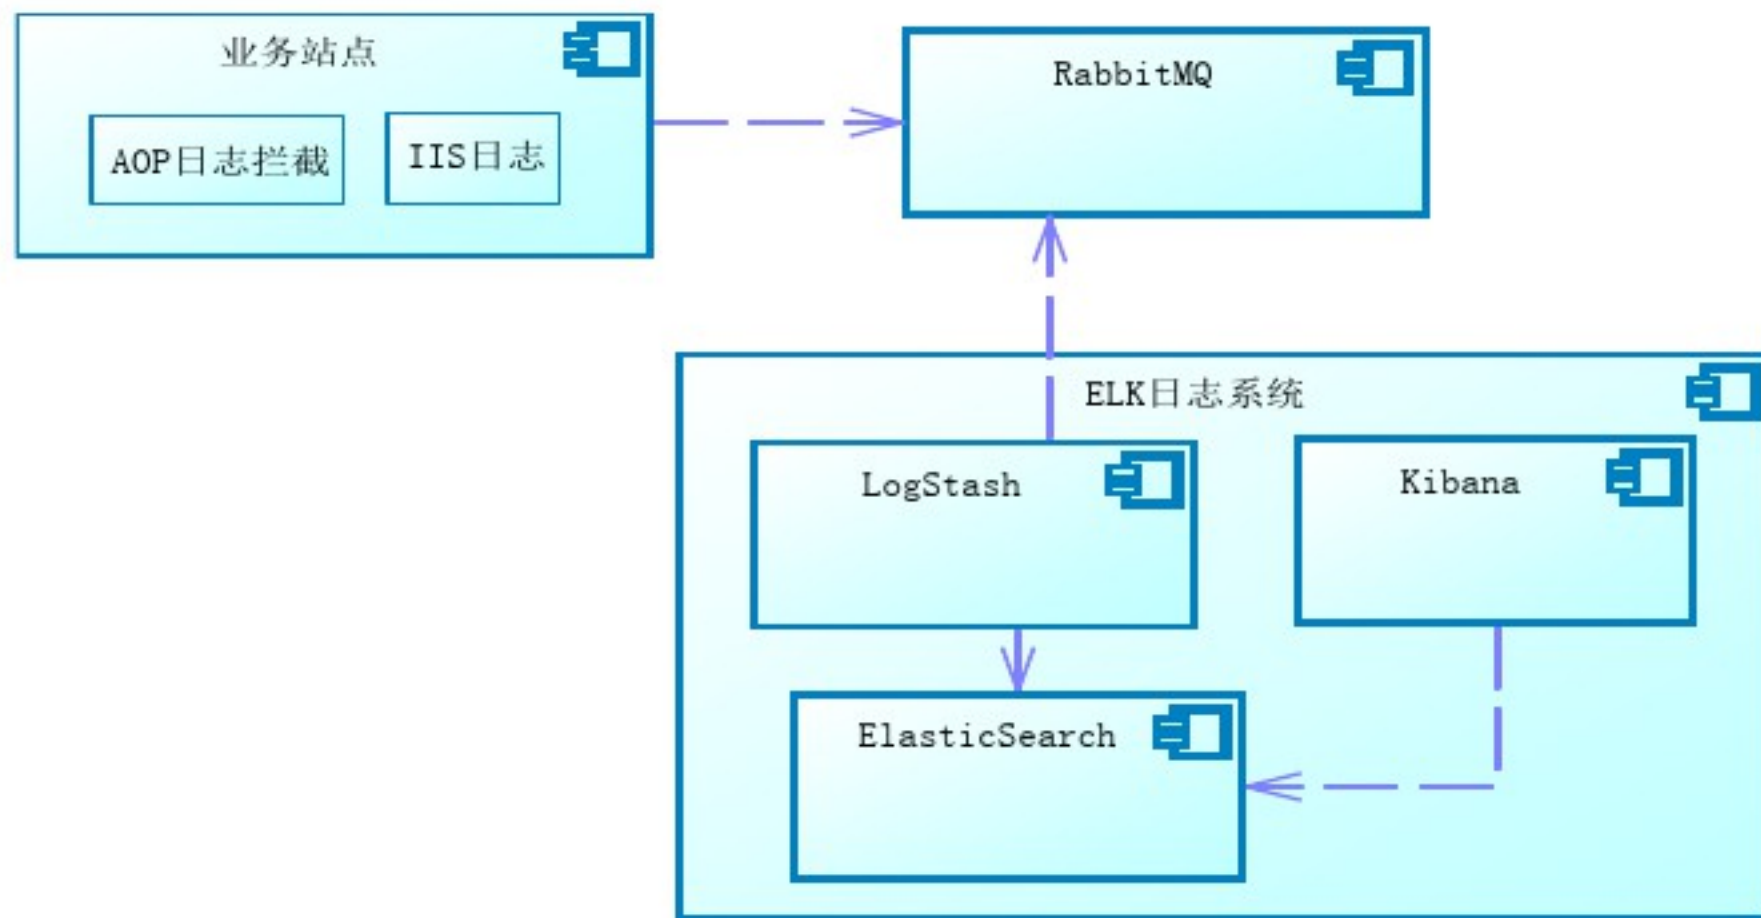 业务站点
AOP日志拦截
IIS日志
RabbitMQ
ELK日志系统
LogStash
Kibana
ElasticSearch